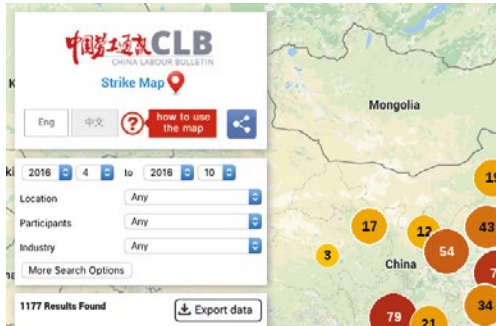 中国劳工通讯 CLB
CHINA LABOUR BULLETIN
Strike Map
Eng
中文
?
how to use
the map
2016
4
to
2016
10
Location
Any
Participants
Any
Industry
Any
More Search Options
1177 Results Found
Export data
Mongolia
17
12
43
54
3
China
34
79
21